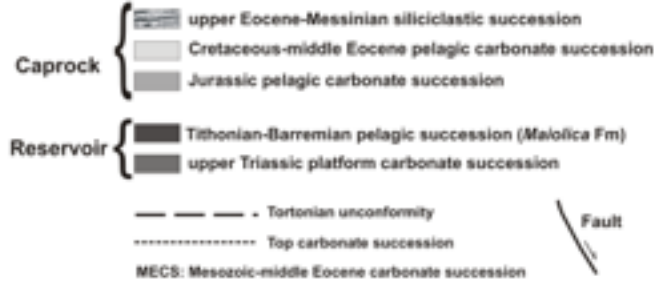 upper Eocene-Messinian siliciclastic succession
Cretaceous-middle Eocene pelagic carbonate succession
Caprock
Jurassic pelagic carbonate succession
Tithonian-Barremian pelagic succession (Maiolica Fm)
Reservoir
upper Triassic platform carbonate succession
Tortonian unconformity
Fault
Top carbonate succession
MECS: Mesozoic-middle Eocene carbonate succession